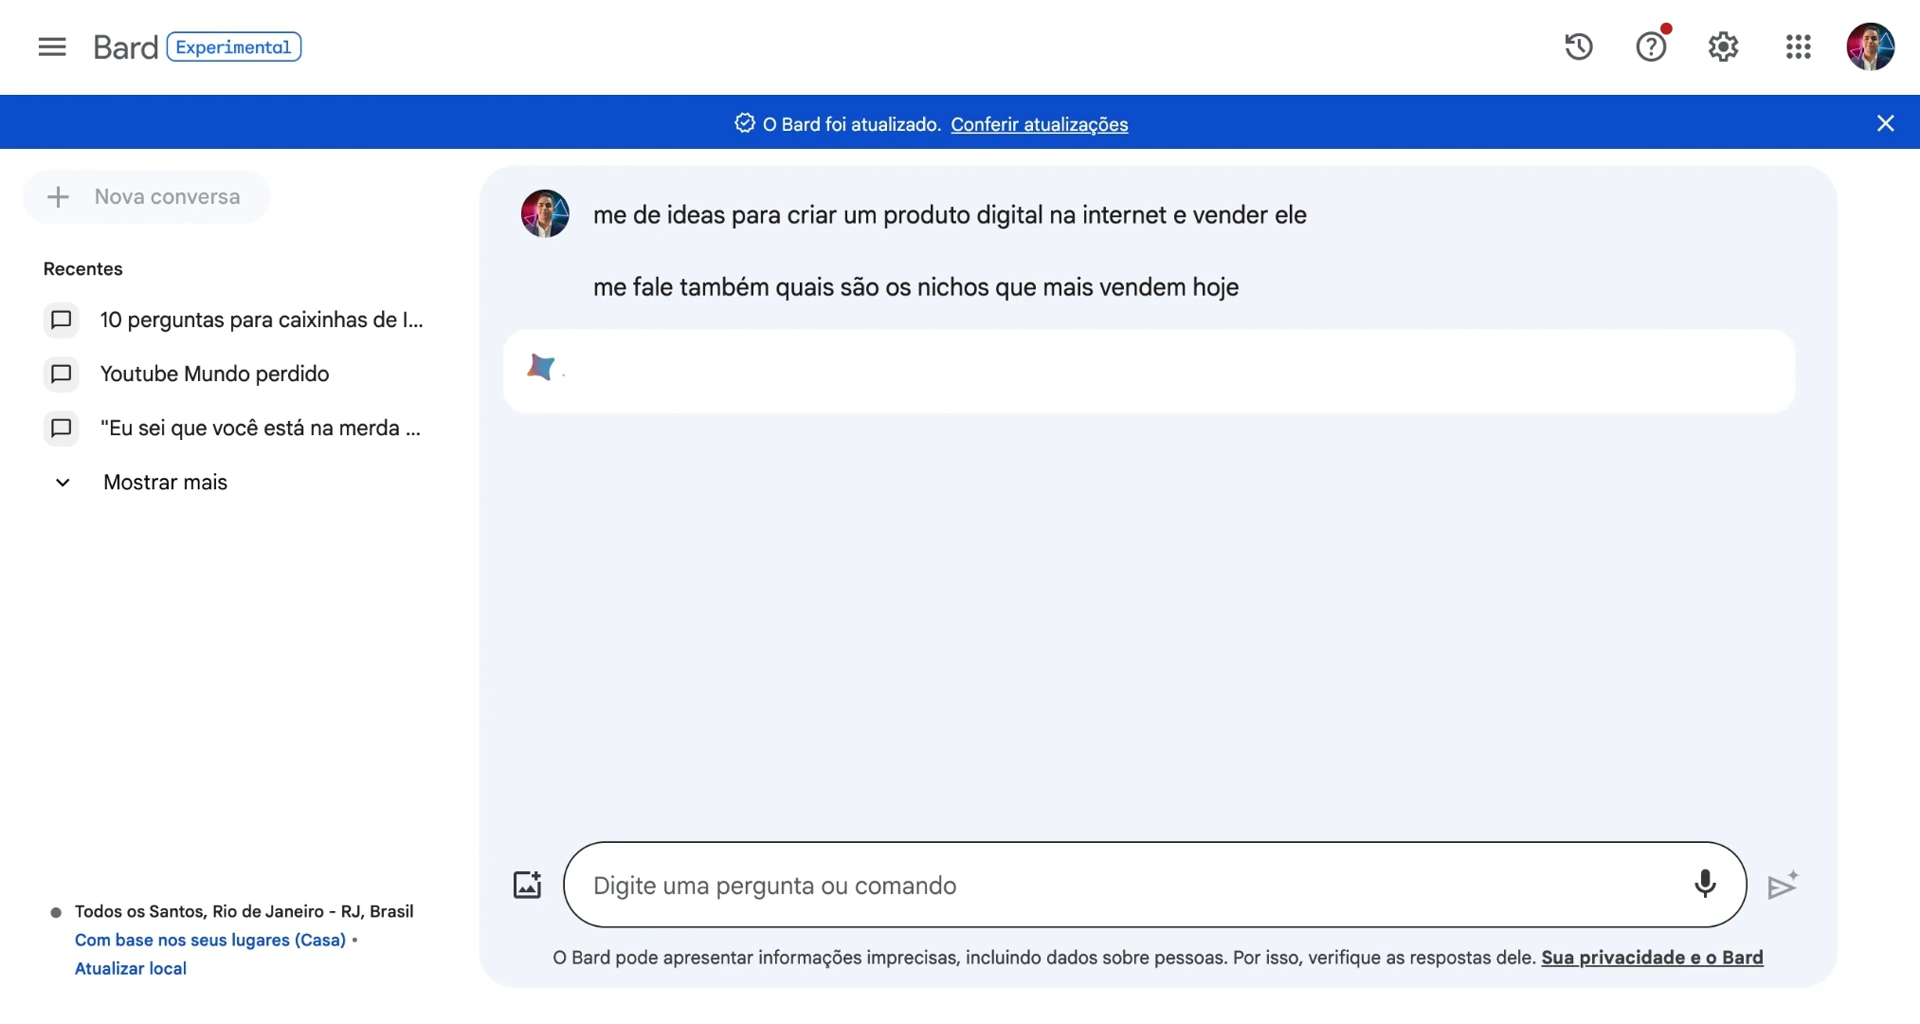 Bard Experimental
O Bard foi atualizado. Conferir atualizações
Nova conversa
Recentes
10 perguntas para caixinhas de I...
Youtube Mundo perdido
"Eu sei que você está na merda ...
Mostrar mais
Todos os Santos, Rio de Janeiro - RJ, Brasil
Com base nos seus lugares (Casa) •
Atualizar local
me de ideas para criar um produto digital na internet e vender ele
me fale também quais são os nichos que mais vendem hoje
Digite uma pergunta ou comando
O Bard pode apresentar informações imprecisas, incluindo dados sobre pessoas. Por isso, verifique as respostas dele. Sua privacidade e o Bard